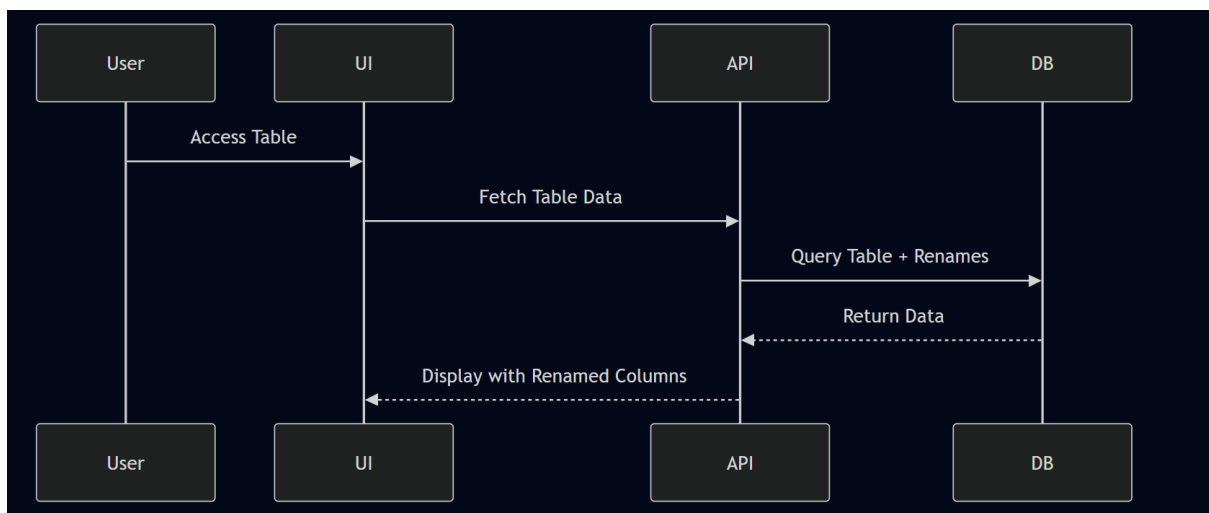 User UI API DB
Access Table
Fetch Table Data
Query Table + Renames
Return Data
Display with Renamed Columns
User UI API DB